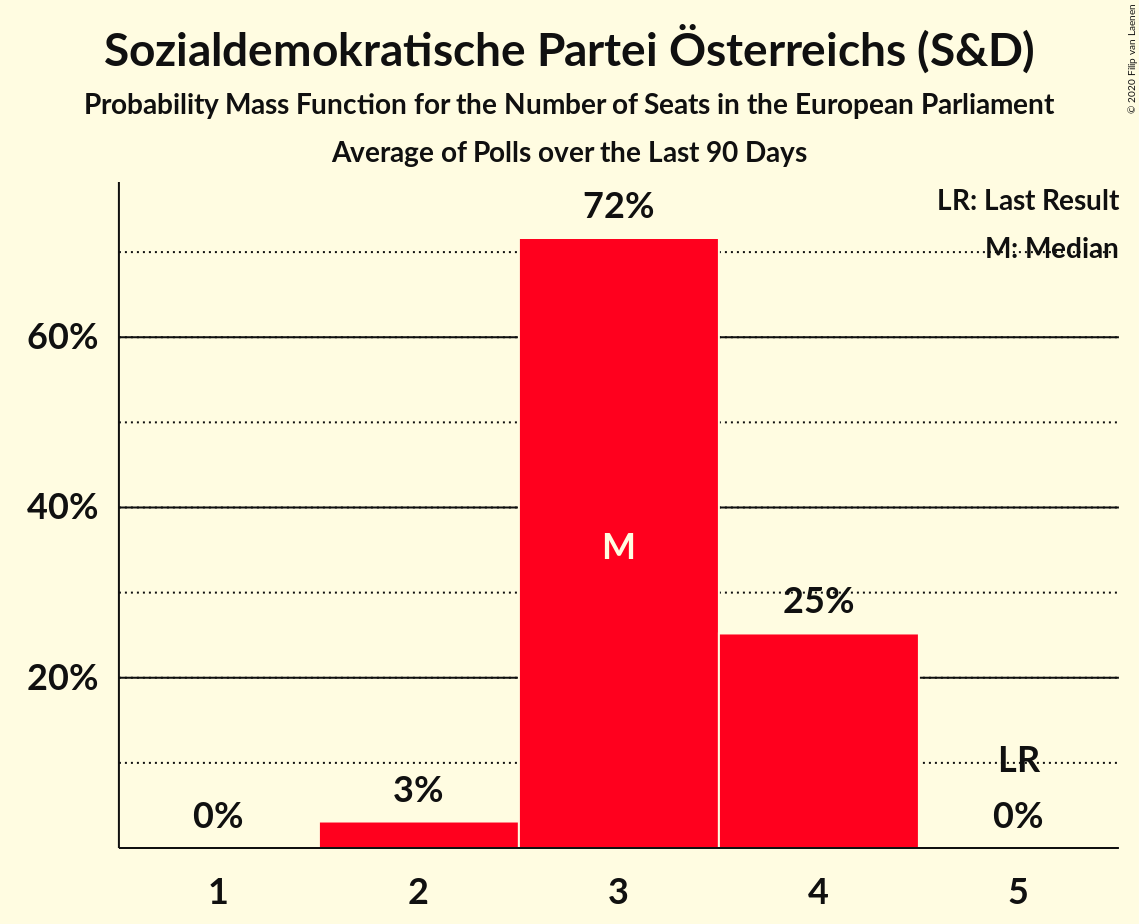 Sozialdemokratische Partei Österreichs (S&D)
Probability Mass Function for the Number of Seats in the European Parliament
Average of Polls over the Last 90 Days
© 2020 Filip van Laenen
LR: Last Result
M: Median
72%
60%
40%
20%
M
25%
LR
3%
0%
0%
1 2 3 4 5